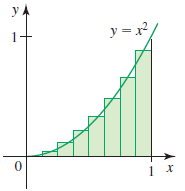 y
y = x²
1
0
1
x